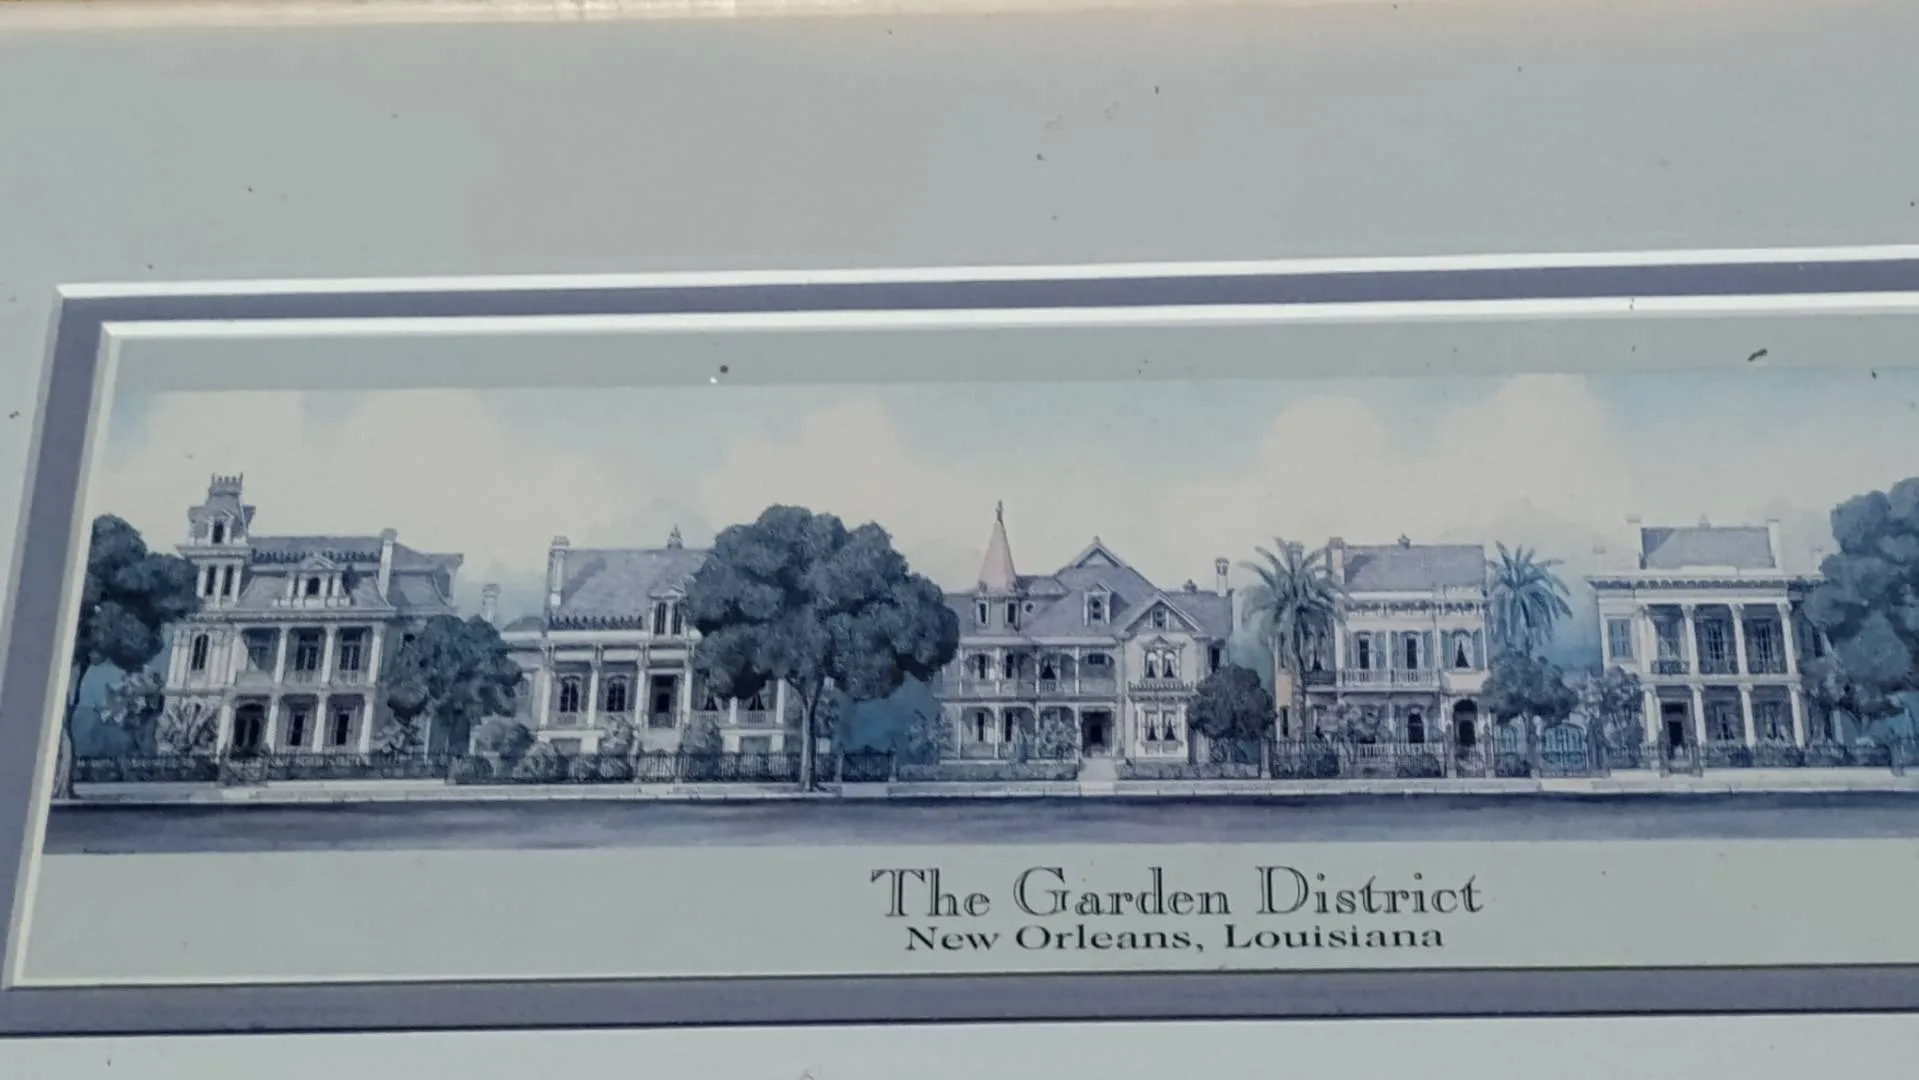 The Garden District
New Orleans, Louisiana